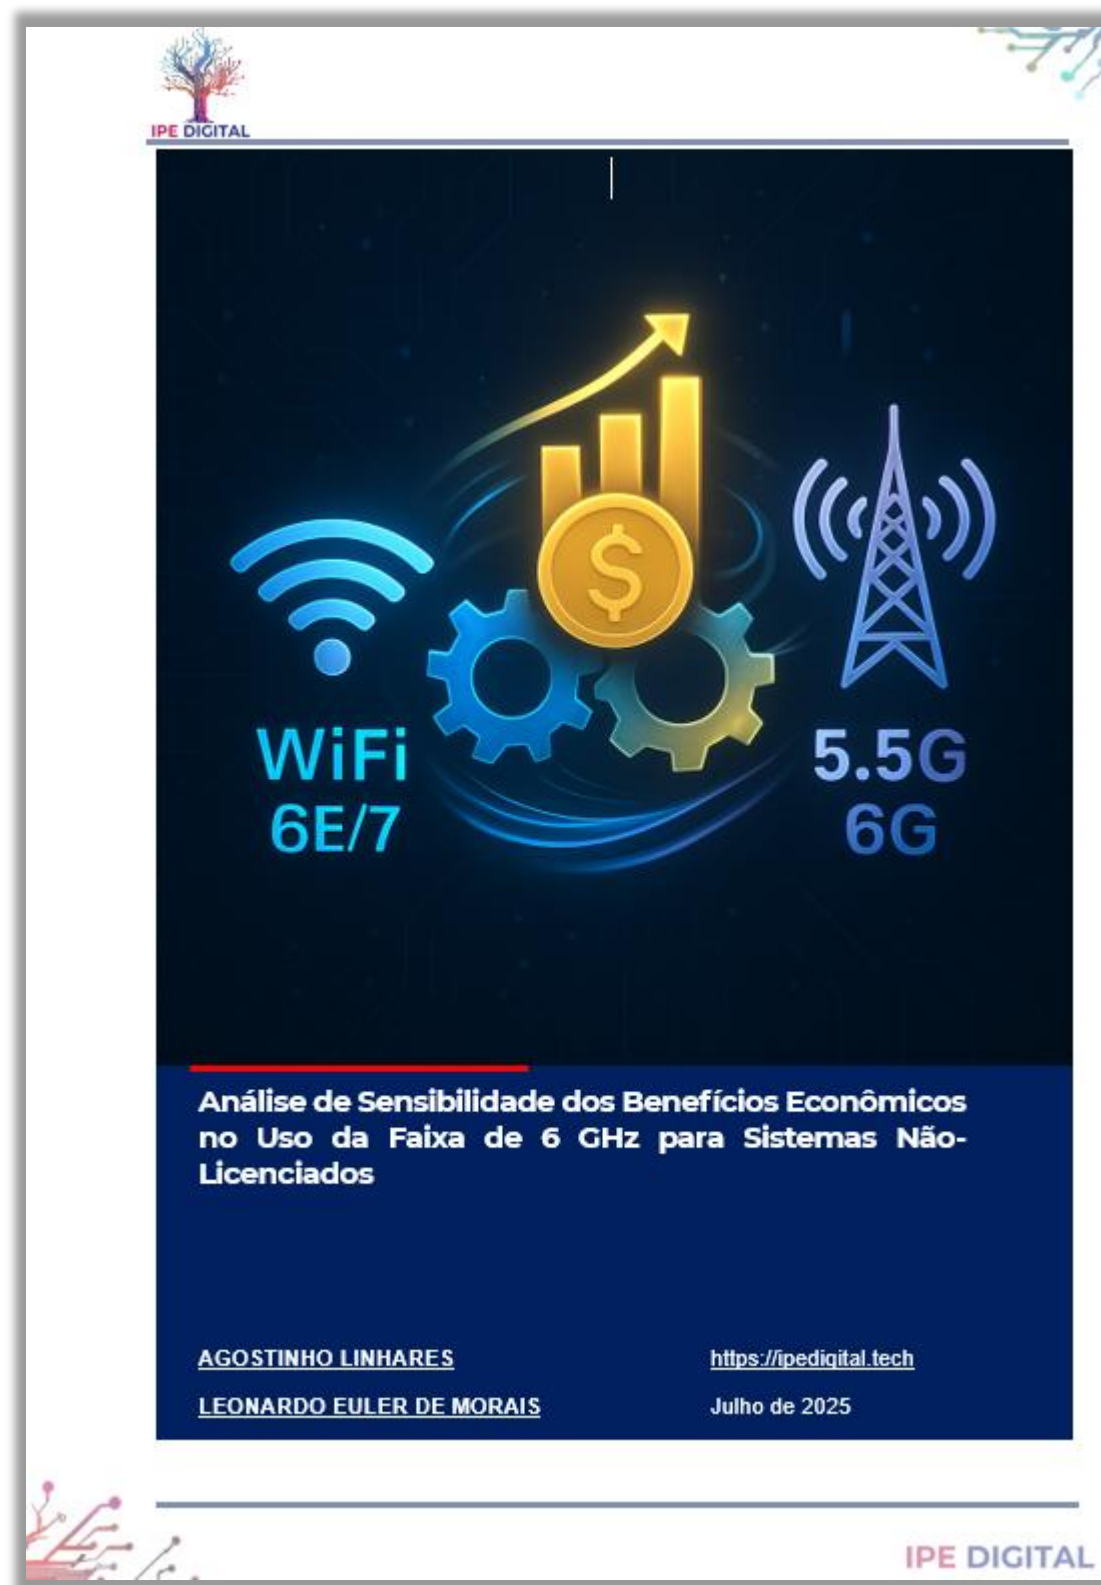 IPE DIGITAL
WiFi
6E/7
5.5G
6G
Análise de Sensibilidade dos Benefícios Econômicos
no Uso da Faixa de 6 GHz para Sistemas Não-
Licenciados
AGOSTINHO LINHARES
https://ipedigital.tech
LEONARDO EULER DE MORAIS
Julho de 2025
IPE DIGITAL